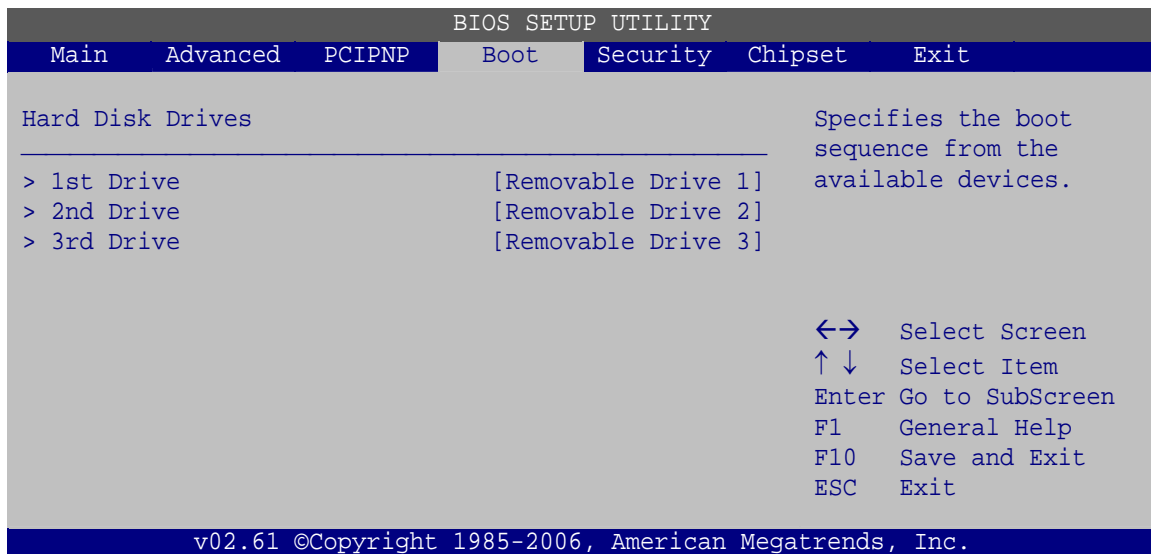 BIOS SETUP UTILITY
Main Advanced PCIPNP Boot Security Chipset Exit
Hard Disk Drives
> 1st Drive [Removable Drive 1]
> 2nd Drive [Removable Drive 2]
> 3rd Drive [Removable Drive 3]
Specifies the boot
sequence from the
available devices.
←→ Select Screen
↑ ↓ Select Item
Enter Go to SubScreen
F1 General Help
F10 Save and Exit
ESC Exit
v02.61 ©Copyright 1985-2006, American Megatrends, Inc.